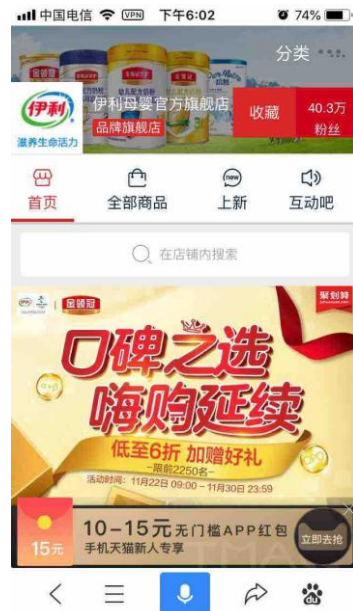 中国电信 VPN 下午6:02 74%
分类
伊利
滋养生命活力
伊利母婴官方旗舰店
品牌旗舰店
收藏
40.3万
粉丝
首页
全部商品
new
上新
互动吧
在店铺内搜索
伊利
金领冠
聚划算
口碑之选
嗨购延续
低至6折 加赠好礼
-限前2250名-
活动时间：11月22日 09:00 - 11月30日 23:59
15元
10-15元无门槛APP红包
手机天猫新人专享
立即去抢
du